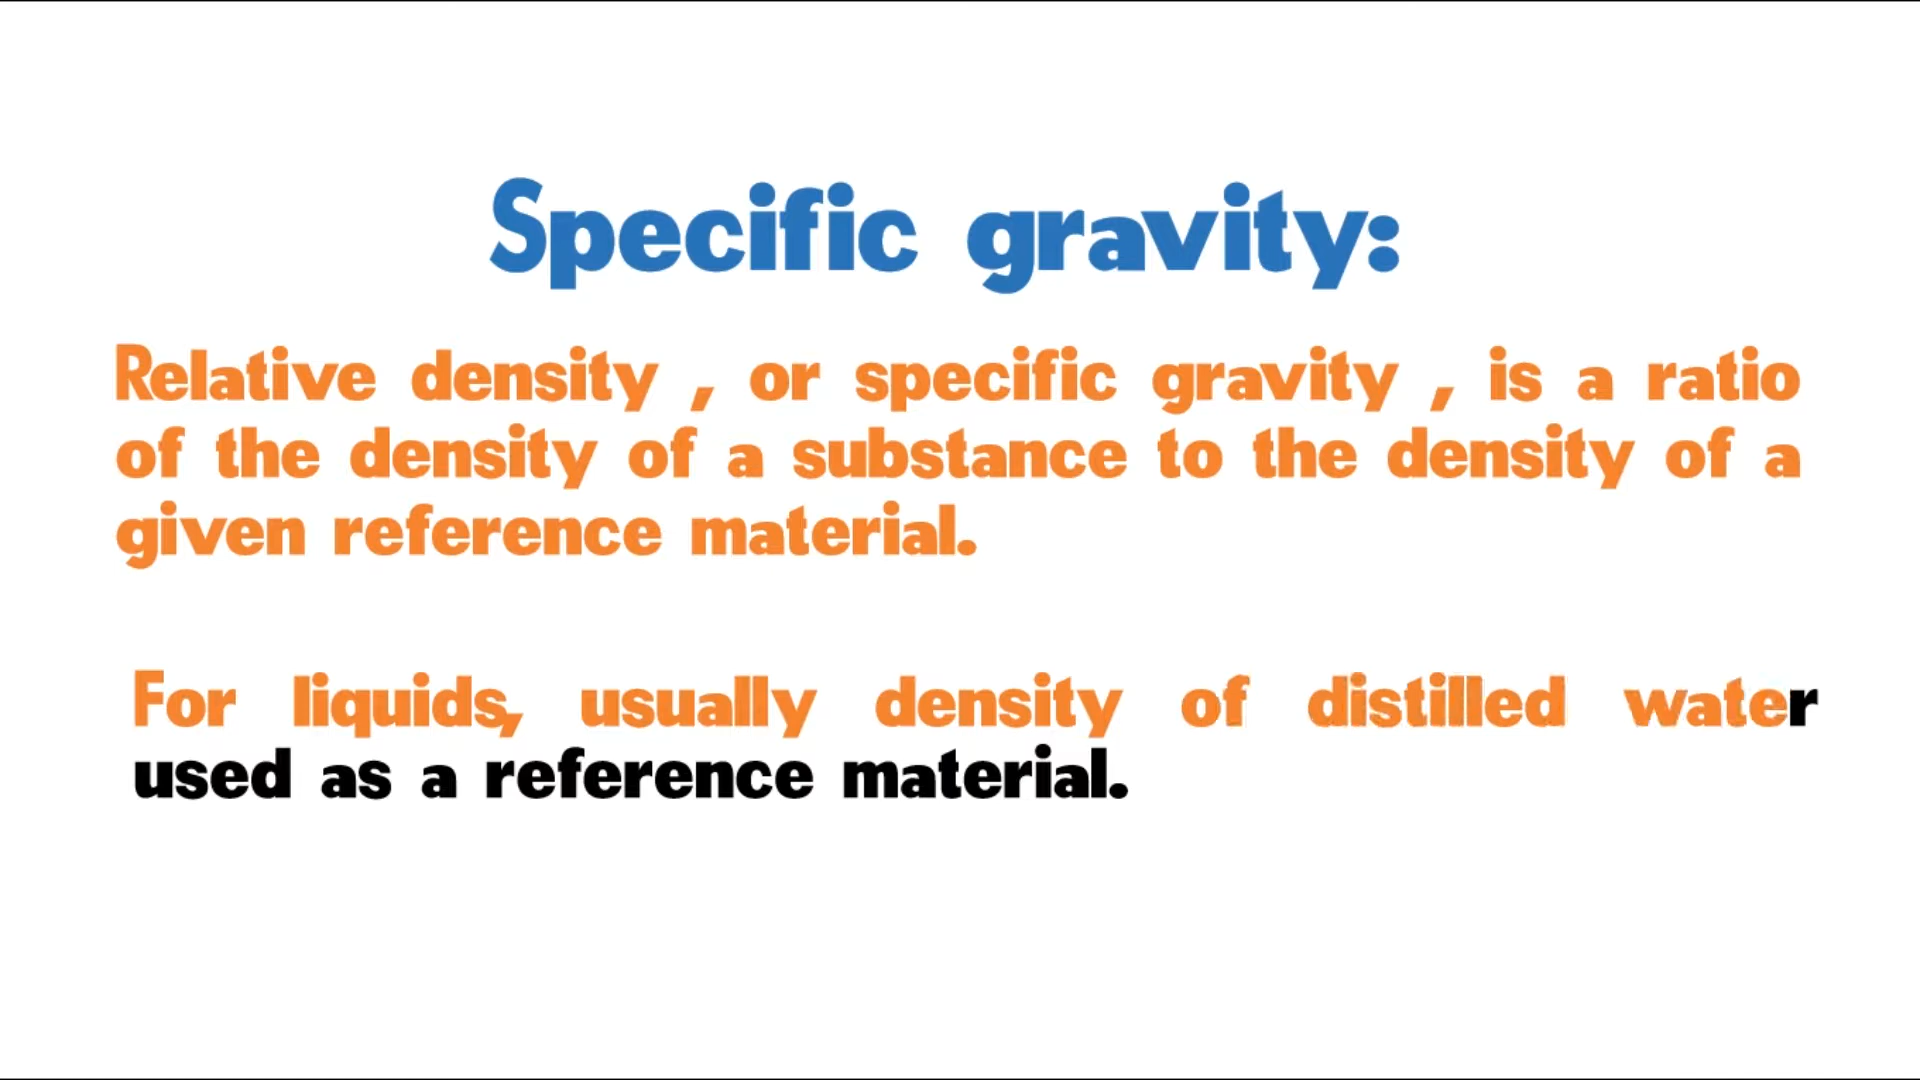 Specific gravity:
Relative density , or specific gravity , is a ratio
of the density of a substance to the density of a
given reference material.
For liquids, usually density of distilled water
used as a reference material.